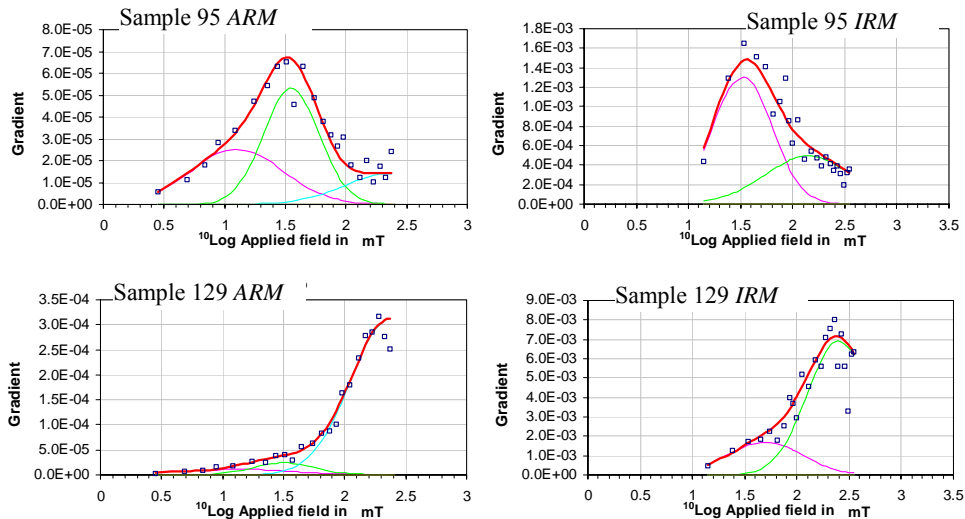 Sample 95 ARM
8.0E-05
7.0E-05
6.0E-05
5.0E-05
4.0E-05
3.0E-05
2.0E-05
1.0E-05
0.0E+00
Gradient
0 0.5 1 1.5 2 2.5 3
10Log Applied field in mT
Sample 95 IRM
1.8E-03
1.6E-03
1.4E-03
1.2E-03
1.0E-03
8.0E-04
6.0E-04
4.0E-04
2.0E-04
0.0E+00
Gradient
0 0.5 1 1.5 2 2.5 3 3.5
10Log Applied field in mT
Sample 129 ARM
3.5E-04
3.0E-04
2.5E-04
2.0E-04
1.5E-04
1.0E-04
5.0E-05
0.0E+00
Gradient
0 0.5 1 1.5 2 2.5 3
10Log Applied field in mT
Sample 129 IRM
9.0E-03
8.0E-03
7.0E-03
6.0E-03
5.0E-03
4.0E-03
3.0E-03
2.0E-03
1.0E-03
0.0E+00
Gradient
0 0.5 1 1.5 2 2.5 3 3.5
10Log Applied field in mT